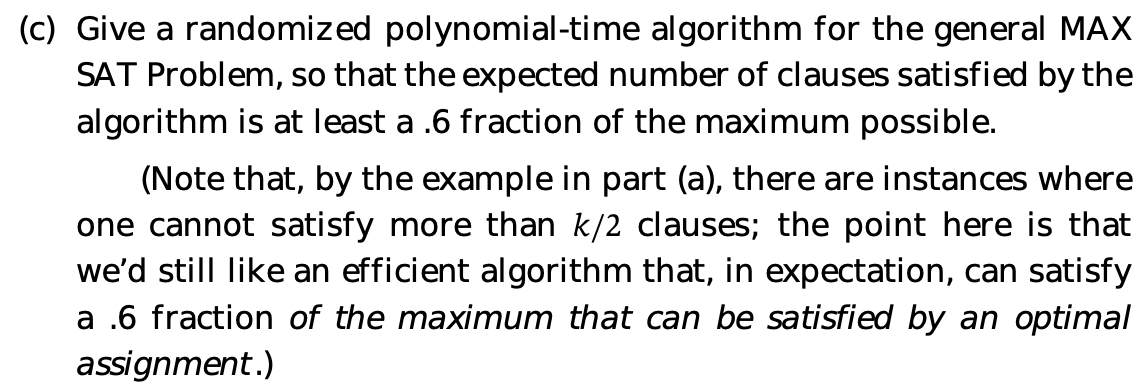 (c) Give a randomized polynomial-time algorithm for the general MAX
SAT Problem, so that the expected number of clauses satisfied by the
algorithm is at least a .6 fraction of the maximum possible.
(Note that, by the example in part (a), there are instances where
one cannot satisfy more than k/2 clauses; the point here is that
we'd still like an efficient algorithm that, in expectation, can satisfy
a .6 fraction of the maximum that can be satisfied by an optimal
assignment.)